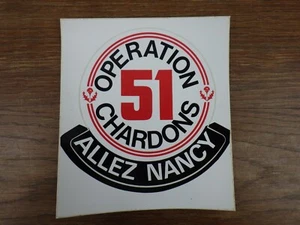 OPERATION
51
CHARDONS
ALLEZ NANCY